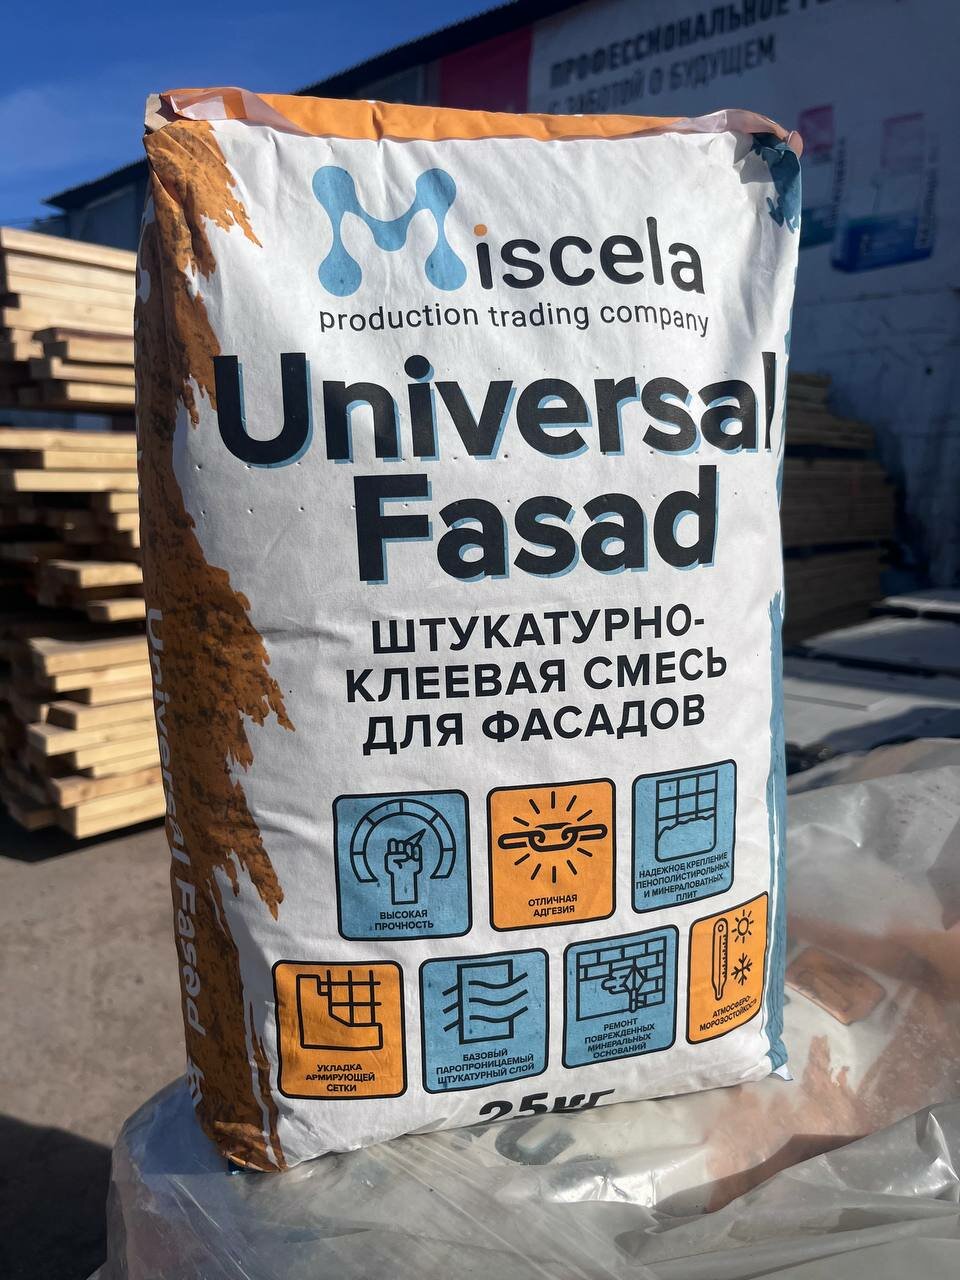 ПРОФЕССИОНАЛЬНОЕ
С ЗАБОТОЙ О БУДУЩЕМ
Miscela
production trading company
Universal
Fasad
ШТУКАТУРНО-
КЛЕЕВАЯ СМЕСЬ
ДЛЯ ФАСАДОВ
ВЫСОКАЯ
ПРОЧНОСТЬ
ОТЛИЧНАЯ
АДГЕЗИЯ
НАДЕЖНОЕ КРЕПЛЕНИЕ
ПЕНОПОЛИСТИРОЛЬНЫХ
И МИНЕРАЛОВАТНЫХ
ПЛИТ
УКЛАДКА
АРМИРУЮЩЕЙ
СЕТКИ
БАЗОВЫЙ
ПАРОПРОНИЦАЕМЫЙ
ШТУКАТУРНЫЙ СЛОЙ
РЕМОНТ
ПОВРЕЖДЕННЫХ
МИНЕРАЛЬНЫХ
ОСНОВАНИЙ
АТМОСФЕРО-
МОРОЗОСТОЙКОСТЬ
25кг
Universal Fasad